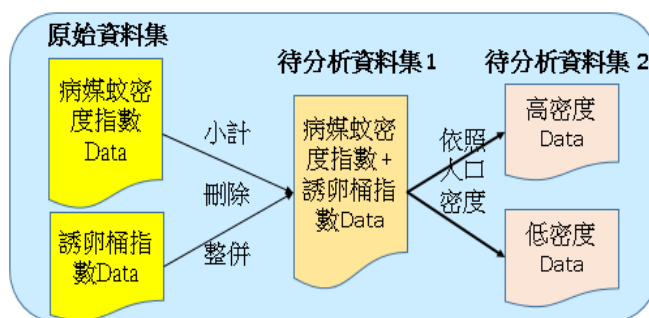 原始資料集
病媒蚊密
度指數
Data
誘卵桶指
數Data
小計
刪除
整併
待分析資料集1
病媒蚊密
度指數+
誘卵桶指
數Data
依照
人口
密度
待分析資料集 2
高密度
Data
低密度
Data